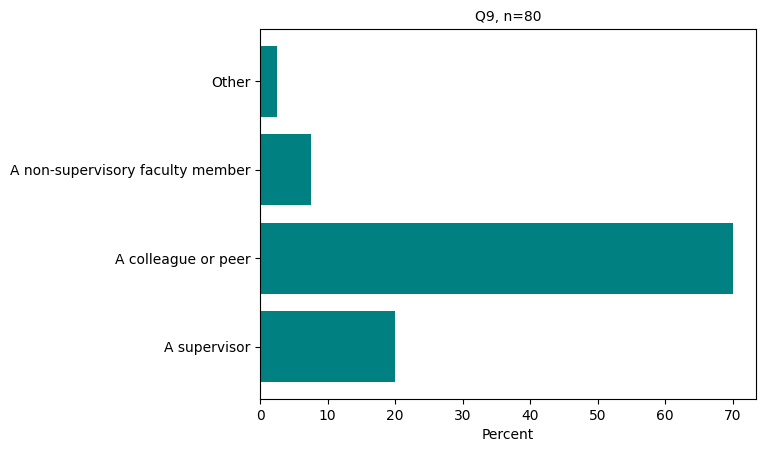 Q9, n=80
Other
A non-supervisory faculty member
A colleague or peer
A supervisor
0 10 20 30 40 50 60 70
Percent